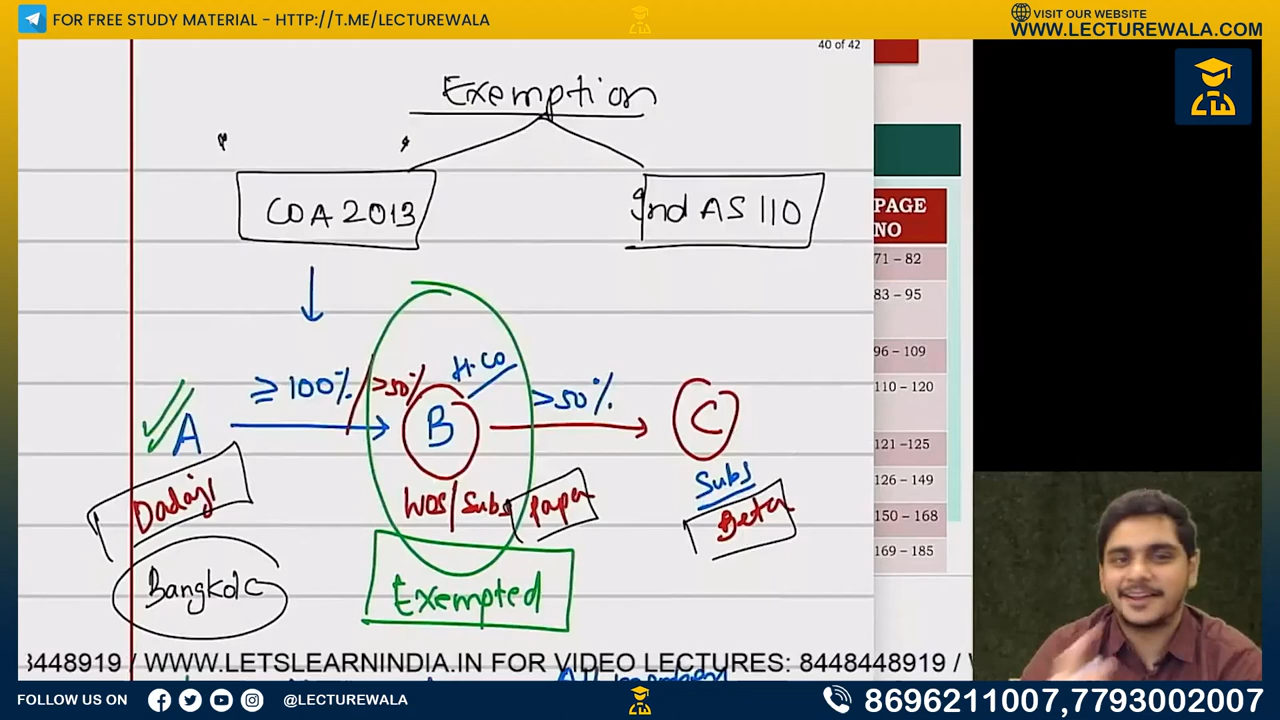 FOR FREE STUDY MATERIAL - HTTP://T.ME/LECTUREWALA
VISIT OUR WEBSITE
WWW.LECTUREWALA.COM
40 of 42
Exemption
COA 2013
Ind AS 110
PAGE
NO
71 – 82
83 – 95
96 – 109
110 – 120
121 –125
126 – 149
150 – 168
169 – 185
≥ 100%
>50%
H.CO
>50%
A
B
C
Dadaji
WOS/Subs
Papa
Subs
Beta
Bangkok
Exempted
8448919 / WWW.LETSLEARNINDIA.IN FOR VIDEO LECTURES: 8448448919 /
FOLLOW US ON
@LECTUREWALA
8696211007,7793002007